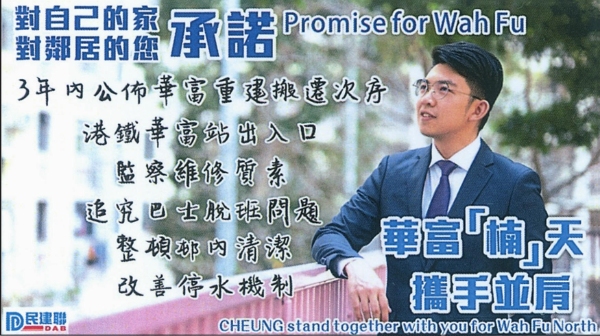 對自己的家
對鄰居的您
承諾 Promise for Wah Fu
3年內公佈華富重建搬遷次序
港鐵華富站出入口
監察維修質素
追究巴士脫班問題
整頓邨內清潔
改善停水機制
華富「楠」天
攜手並肩
民建聯
DAB
CHEUNG stand together with you for Wah Fu North